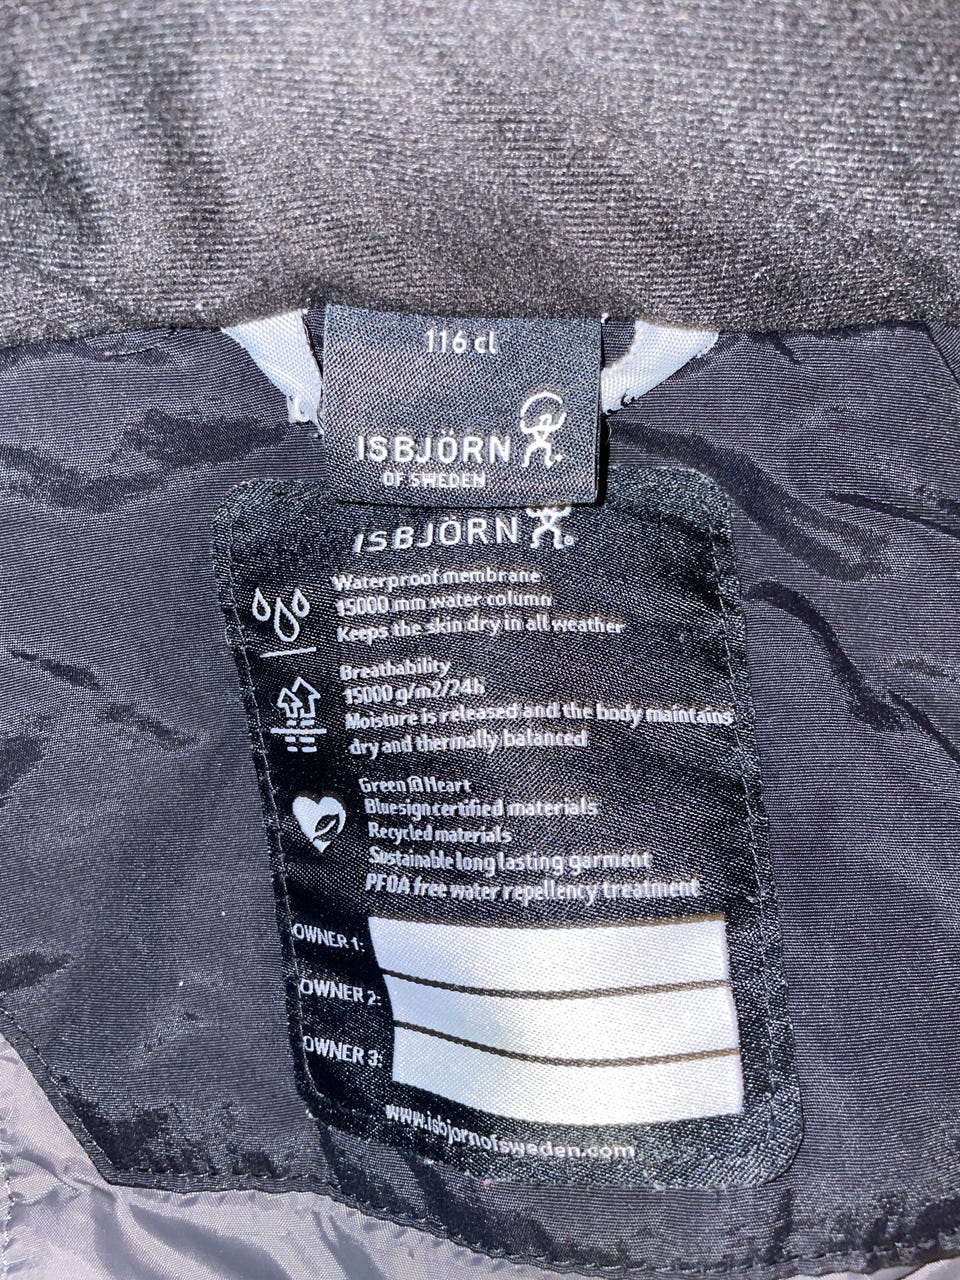 116 cl
ISBJÖRN
OF SWEDEN
ISBJÖRN
Waterproof membrane
15000 mm water column
Keeps the skin dry in all weather
Breathability
15000 g/m2/24h
Moisture is released and the body maintains
dry and thermally balanced
Green@Heart
Bluesign certified materials
Recycled materials
Sustainable long lasting garment
PFOA free water repellency treatment
OWNER 1:
OWNER 2:
OWNER 3:
www.isbjornofsweden.com